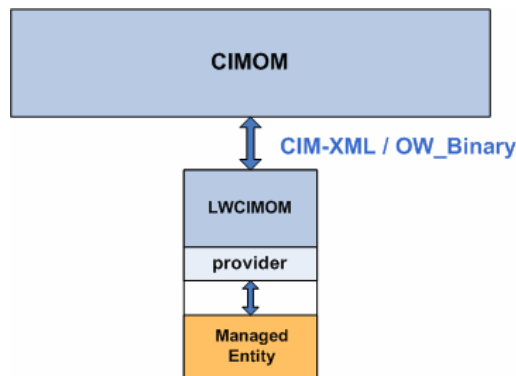 CIMOM
CIM-XML / OW_Binary
LWCIMOM
provider
Managed
Entity